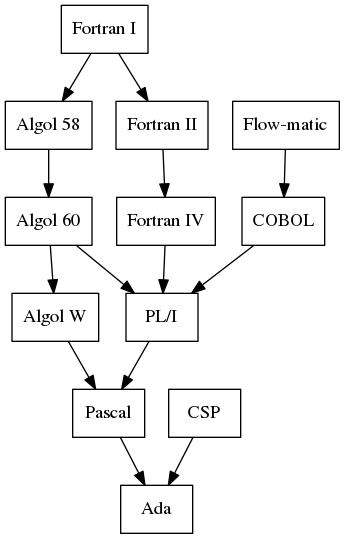 Fortran I
Algol 58
Fortran II
Flow-matic
Algol 60
Fortran IV
COBOL
Algol W
PL/I
Pascal
CSP
Ada